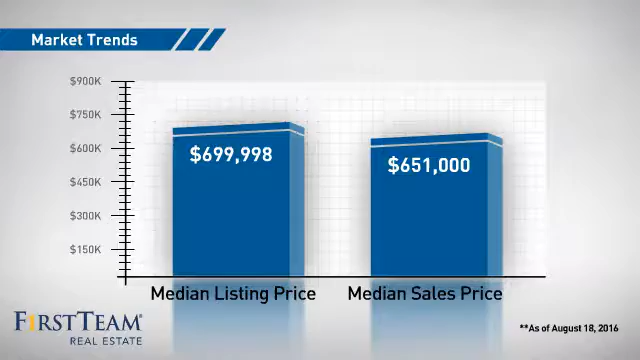 Market Trends
$900K
$750K
$600K
$450K
$300K
$150K
$699,998
$651,000
Median Listing Price
Median Sales Price
FIRSTTEAM®
REAL ESTATE
**As of August 18, 2016